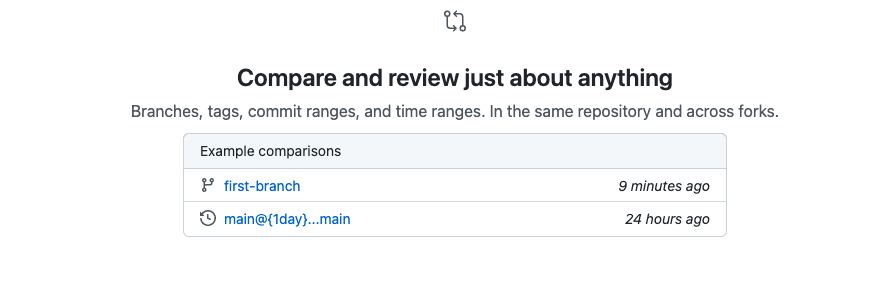 Compare and review just about anything
Branches, tags, commit ranges, and time ranges. In the same repository and across forks.
Example comparisons
first-branch 9 minutes ago
main@{1day}...main 24 hours ago